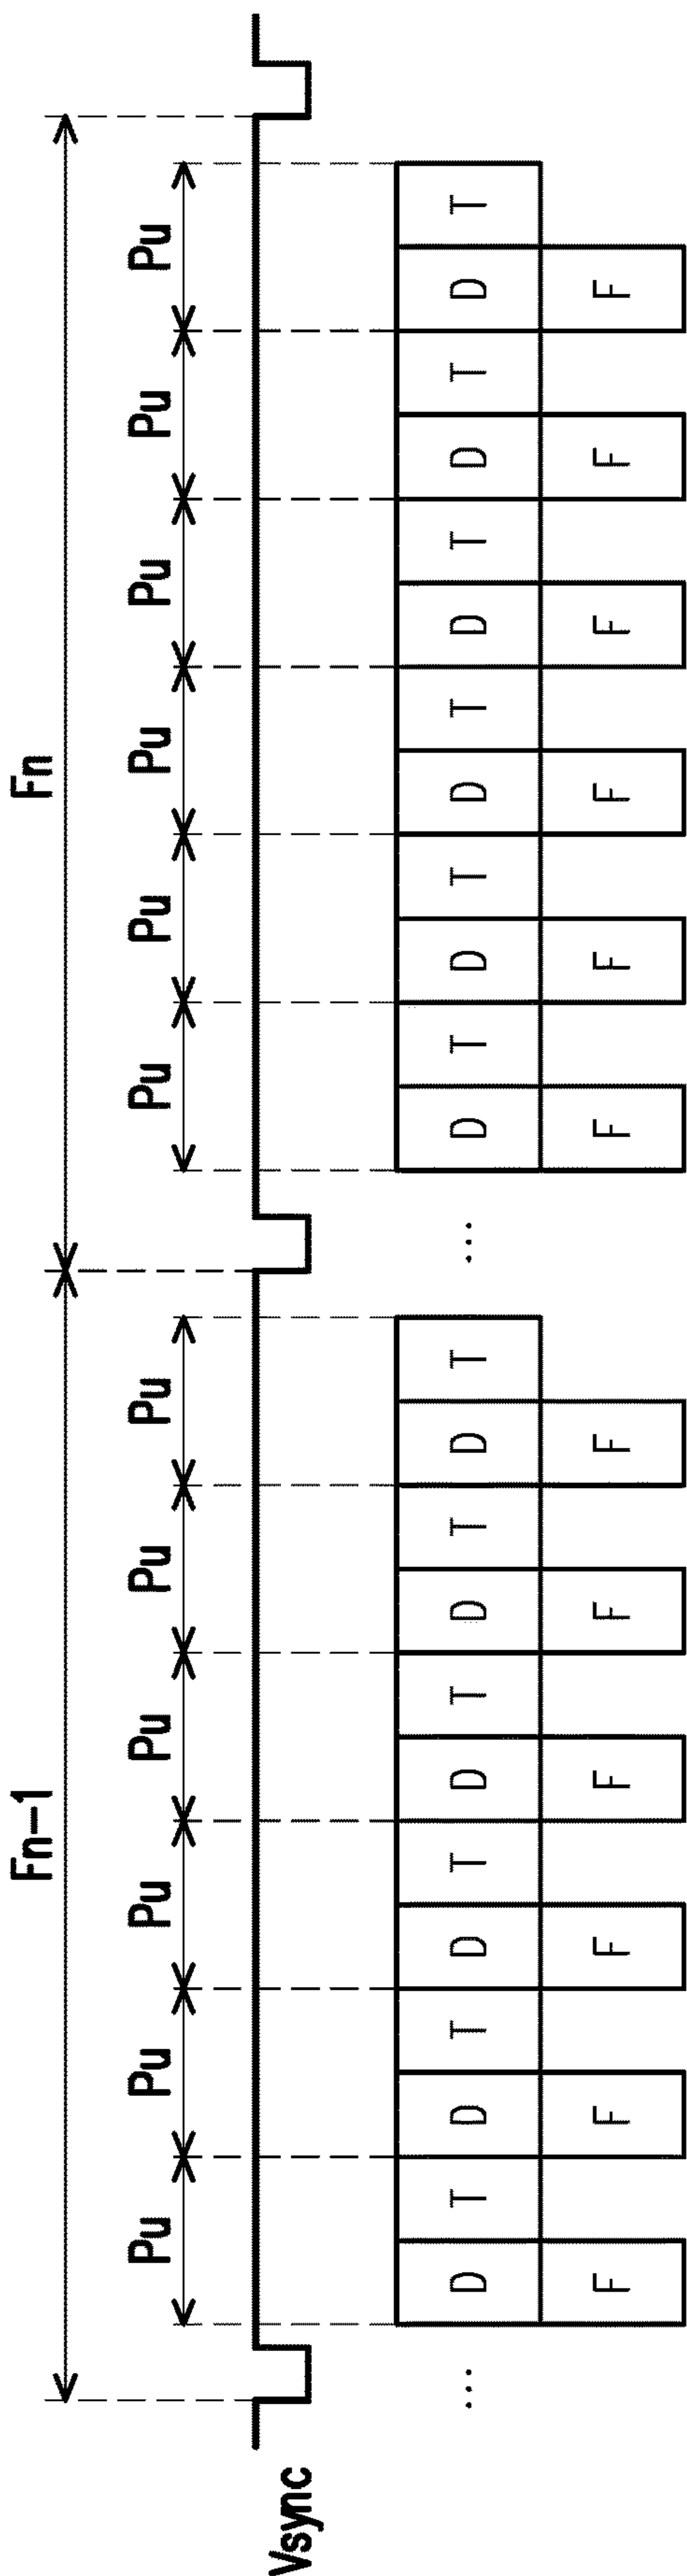 Fn-1 Fn
Pu Pu Pu Pu Pu Pu Pu Pu Pu Pu Pu Pu
Vsync
... D T D T D T D T D T D T ... D T D T D T D T D T D T
F F F F F F F F F F F F